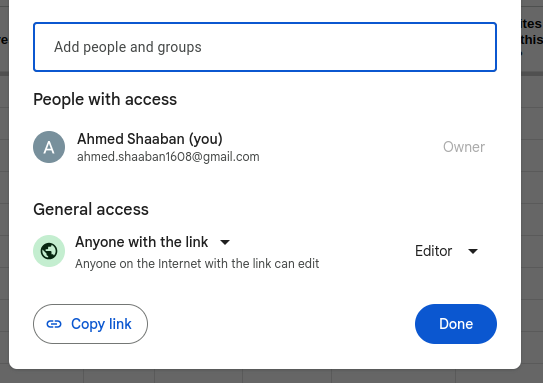 ites
Add people and groups
re
this
People with access
A
Ahmed Shaaban (you)
ahmed.shaaban1608@gmail.com
Owner
General access
Anyone with the link
Anyone on the Internet with the link can edit
Editor
Copy link
Done